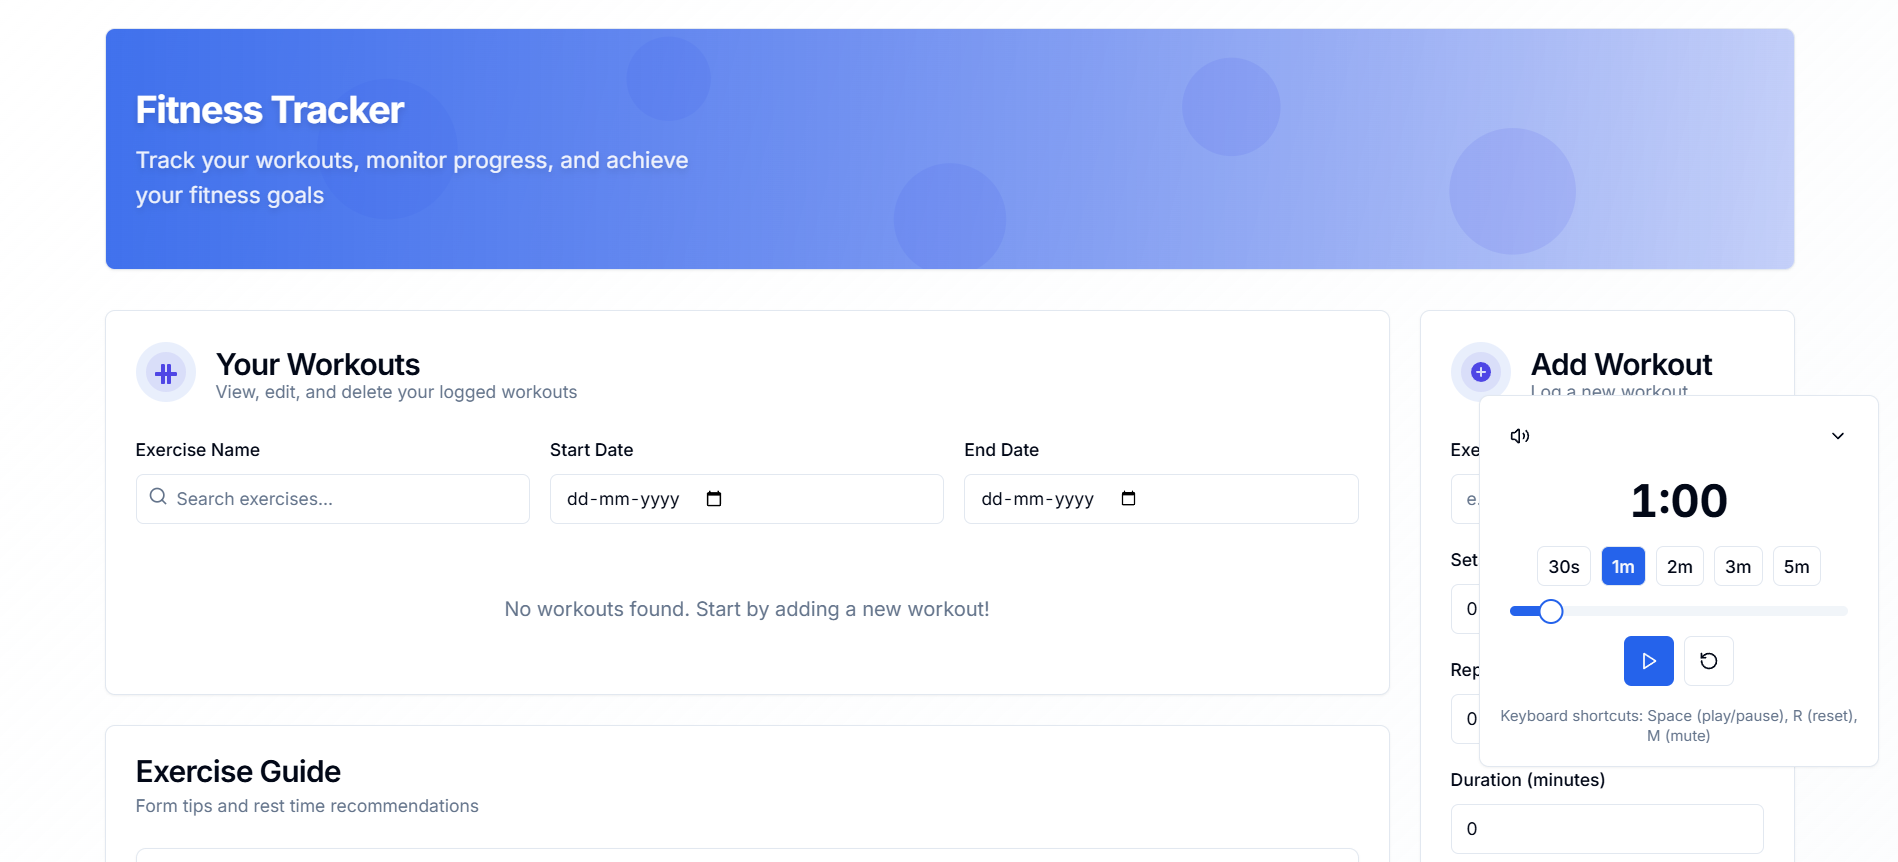 Fitness Tracker
Track your workouts, monitor progress, and achieve
your fitness goals
Your Workouts
View, edit, and delete your logged workouts
Exercise Name
Search exercises...
Start Date
dd-mm-yyyy
End Date
dd-mm-yyyy
No workouts found. Start by adding a new workout!
Exercise Guide
Form tips and rest time recommendations
Add Workout
Log a new workout
Exe
e.
Set
0
Rep
0
Duration (minutes)
0
1:00
30s
1m
2m
3m
5m
Keyboard shortcuts: Space (play/pause), R (reset),
M (mute)